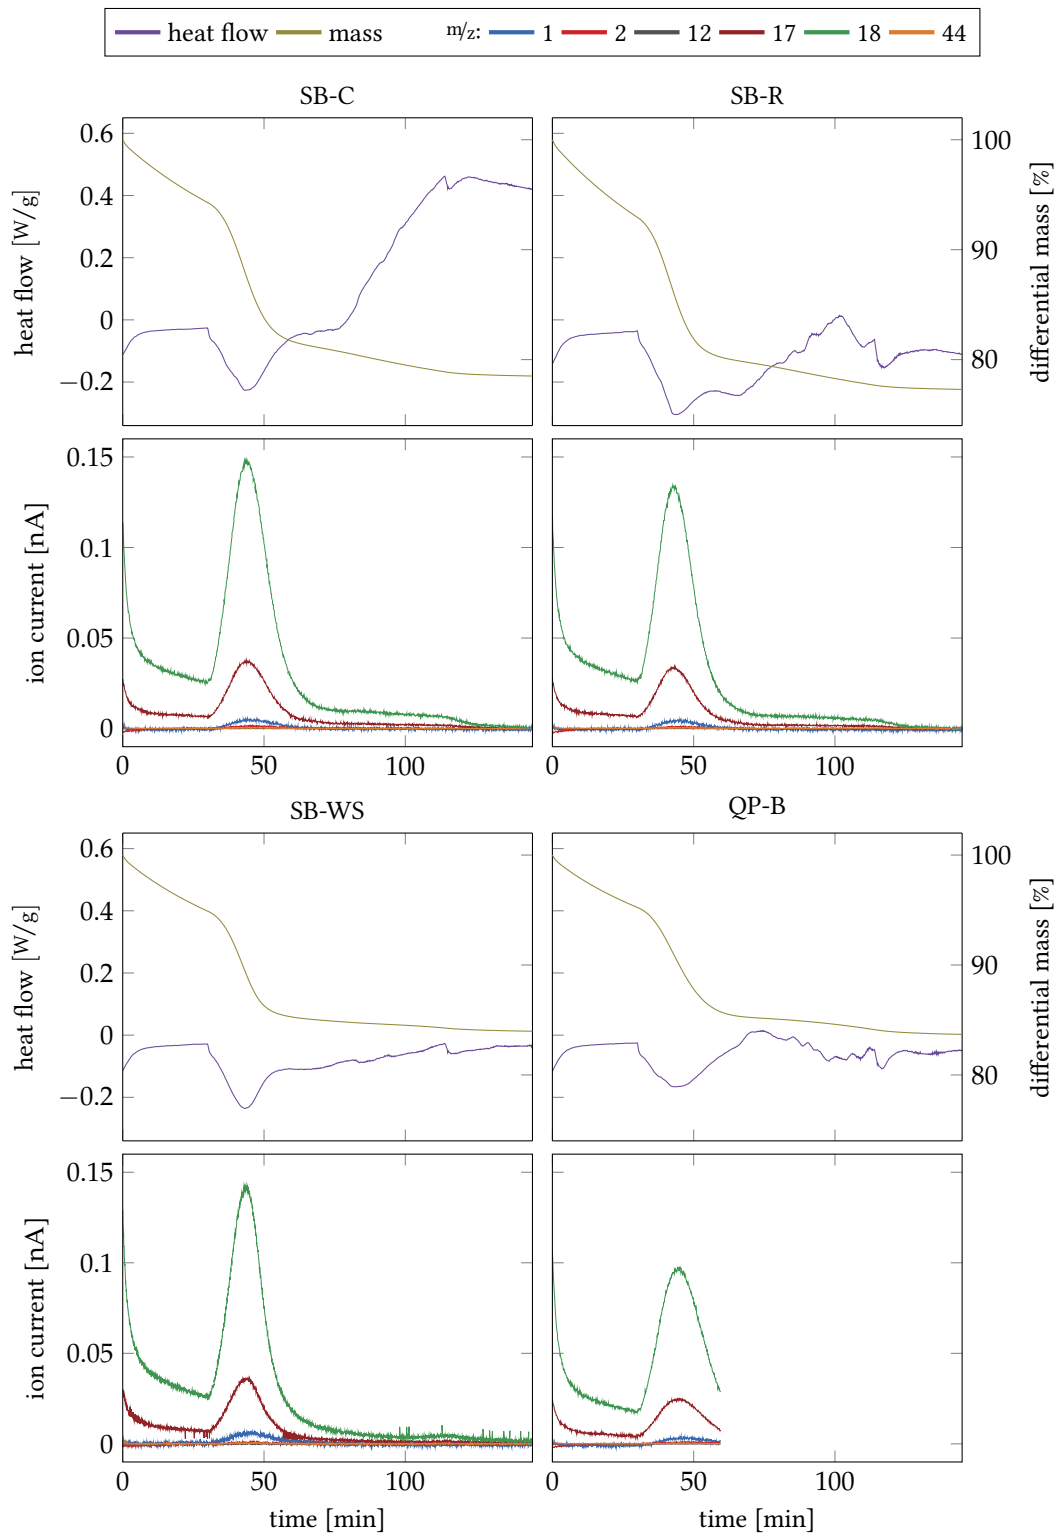 heat flow mass m/z: 1 2 12 17 18 44
SB-C SB-R
0.6
0.4
0.2
0
−0.2
heat flow [W/g]
100
90
80
differential mass [%]
0.15
0.1
0.05
0
ion current [nA]
0 50 100 0 50 100
SB-WS QP-B
0.6
0.4
0.2
0
−0.2
heat flow [W/g]
100
90
80
differential mass [%]
0.15
0.1
0.05
0
ion current [nA]
0 50 100 0 50 100
time [min] time [min]